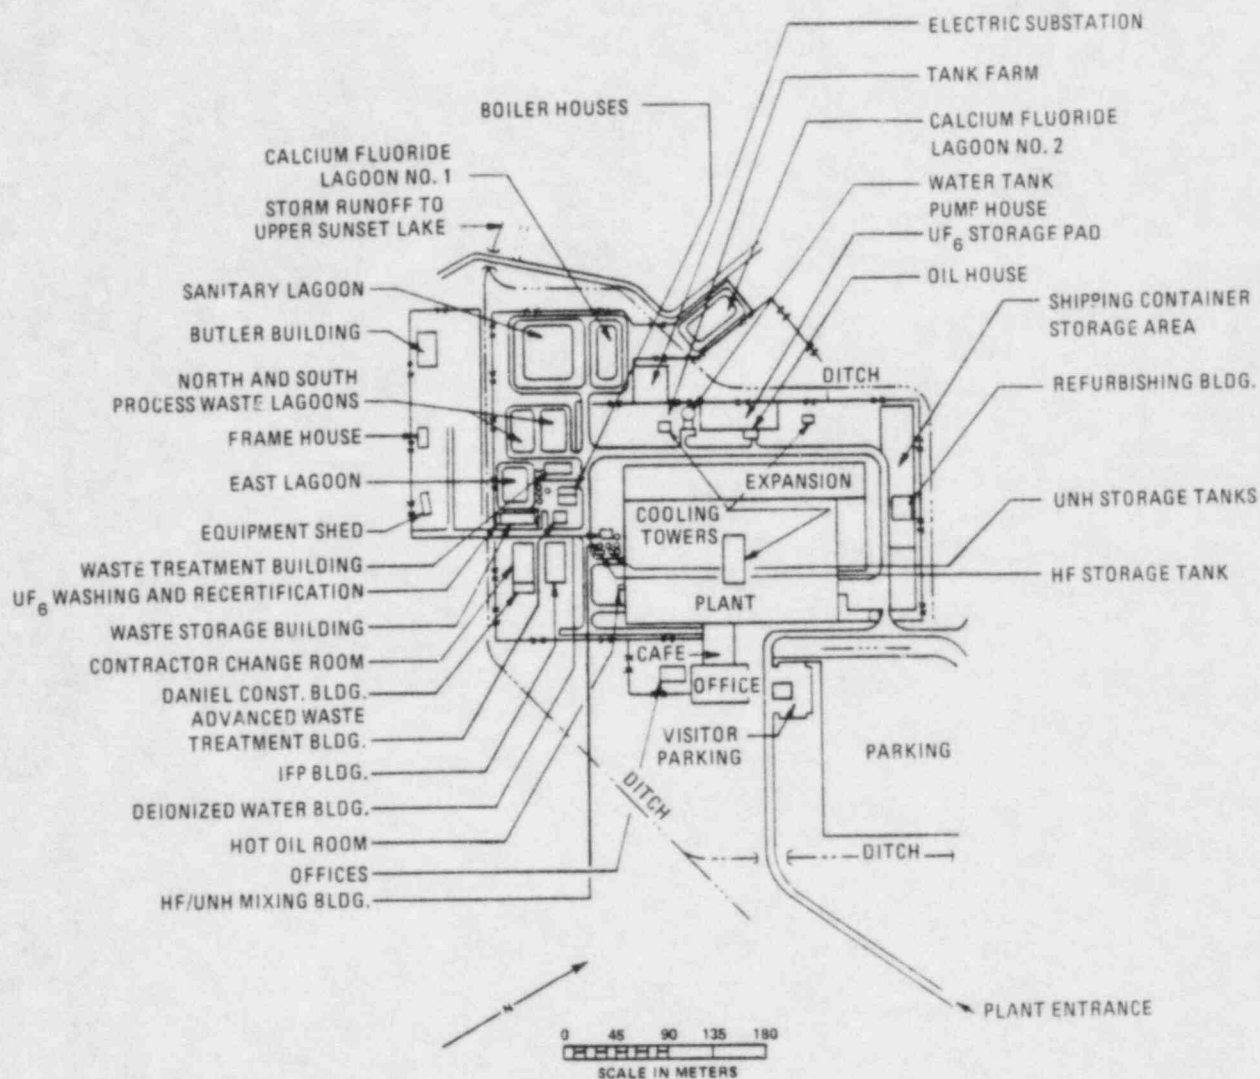 ELECTRIC SUBSTATION
TANK FARM
BOILER HOUSES
CALCIUM FLUORIDE
LAGOON NO. 2
CALCIUM FLUORIDE
LAGOON NO. 1
WATER TANK
PUMP HOUSE
STORM RUNOFF TO
UPPER SUNSET LAKE
UF6 STORAGE PAD
OIL HOUSE
SANITARY LAGOON
SHIPPING CONTAINER
STORAGE AREA
BUTLER BUILDING
DITCH
REFURBISHING BLDG.
NORTH AND SOUTH
PROCESS WASTE LAGOONS
FRAME HOUSE
EAST LAGOON
EXPANSION
UNH STORAGE TANKS
COOLING
TOWERS
EQUIPMENT SHED
WASTE TREATMENT BUILDING
HF STORAGE TANK
UF6 WASHING AND RECERTIFICATION
PLANT
WASTE STORAGE BUILDING
CONTRACTOR CHANGE ROOM
CAFE
OFFICE
DANIEL CONST. BLDG.
ADVANCED WASTE
TREATMENT BLDG.
VISITOR
PARKING
PARKING
IFP BLDG.
DITCH
DEIONIZED WATER BLDG.
HOT OIL ROOM
DITCH
OFFICES
HF/UNH MIXING BLDG.
PLANT ENTRANCE
N
0 45 90 135 180
SCALE IN METERS